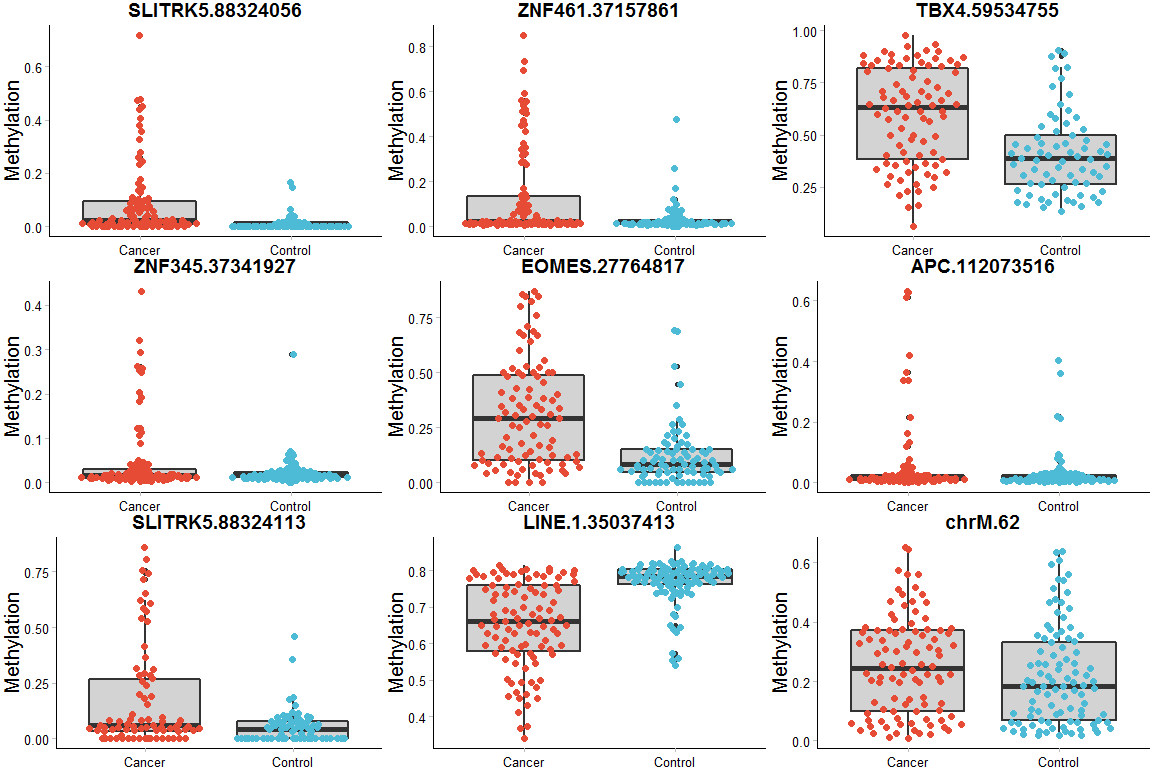 SLITRK5.88324056
ZNF461.37157861
TBX4.59534755
Methylation
0.6
0.4
0.2
0.0
Cancer
Control
Methylation
0.8
0.6
0.4
0.2
0.0
Cancer
Control
Methylation
1.00
0.75
0.50
0.25
Cancer
Control
ZNF345.37341927
EOMES.27764817
APC.112073516
Methylation
0.4
0.3
0.2
0.1
0.0
Cancer
Control
Methylation
0.75
0.50
0.25
0.00
Cancer
Control
Methylation
0.6
0.4
0.2
0.0
Cancer
Control
SLITRK5.88324113
LINE.1.35037413
chrM.62
Methylation
0.75
0.50
0.25
0.00
Cancer
Control
Methylation
0.8
0.7
0.6
0.5
0.4
Cancer
Control
Methylation
0.6
0.4
0.2
0.0
Cancer
Control